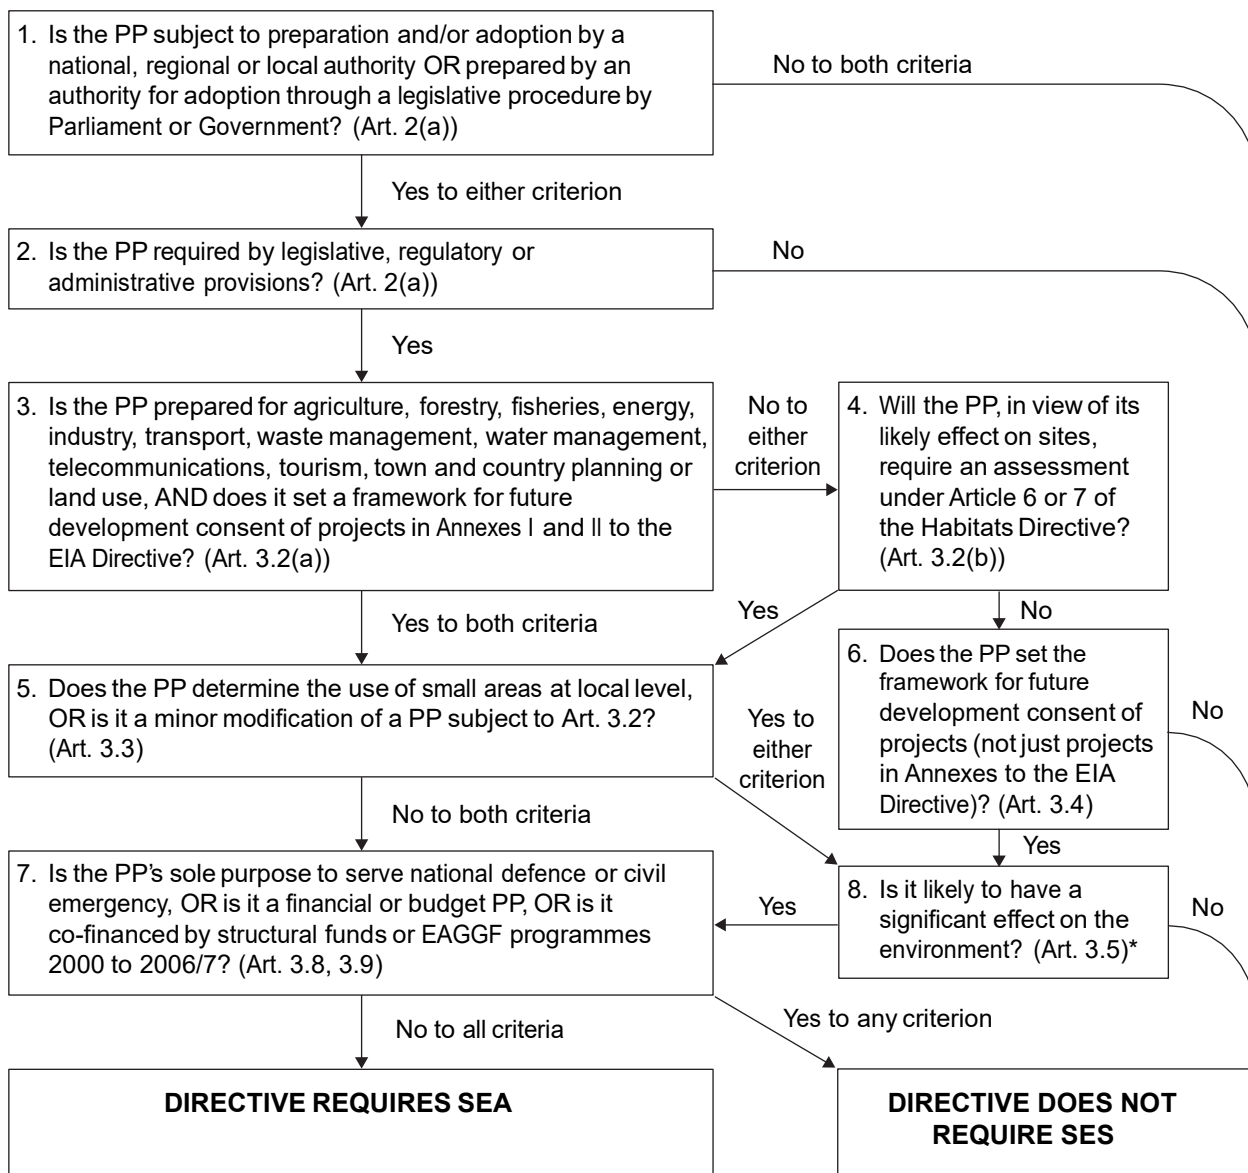 1. Is the PP subject to preparation and/or adoption by a
national, regional or local authority OR prepared by an
authority for adoption through a legislative procedure by
Parliament or Government? (Art. 2(a))
No to both criteria
Yes to either criterion
2. Is the PP required by legislative, regulatory or
administrative provisions? (Art. 2(a))
No
Yes
3. Is the PP prepared for agriculture, forestry, fisheries, energy,
industry, transport, waste management, water management,
telecommunications, tourism, town and country planning or
land use, AND does it set a framework for future
development consent of projects in Annexes I and II to the
EIA Directive? (Art. 3.2(a))
No to
either
criterion
4. Will the PP, in view of its
likely effect on sites,
require an assessment
under Article 6 or 7 of
the Habitats Directive?
(Art. 3.2(b))
Yes to both criteria
Yes
No
5. Does the PP determine the use of small areas at local level,
OR is it a minor modification of a PP subject to Art. 3.2?
(Art. 3.3)
Yes to
either
criterion
6. Does the PP set the
framework for future
development consent of
projects (not just projects
in Annexes to the EIA
Directive)? (Art. 3.4)
No
No to both criteria
Yes
7. Is the PP's sole purpose to serve national defence or civil
emergency, OR is it a financial or budget PP, OR is it
co-financed by structural funds or EAGGF programmes
2000 to 2006/7? (Art. 3.8, 3.9)
Yes
8. Is it likely to have a
significant effect on the
environment? (Art. 3.5)*
No
No to all criteria
Yes to any criterion
DIRECTIVE REQUIRES SEA
DIRECTIVE DOES NOT
REQUIRE SES